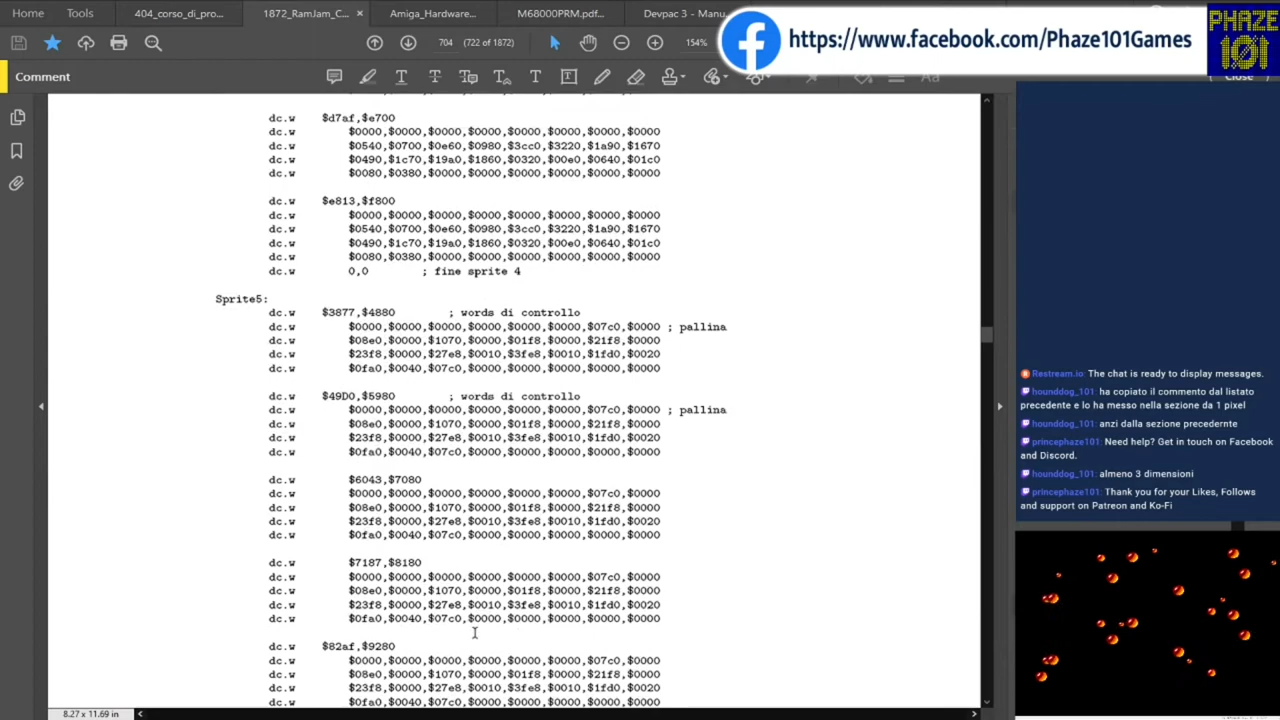 Home
Tools
404_corso_di_pro...
1872_RamJam_C...
×
Amiga_Hardware...
M68000PRM.pdf...
Devpac 3 - Manu...
https://www.facebook.com/Phaze101Games
PHAZE
101
704
(722 of 1872)
154%
Close
Comment
dc.w $d7af,$e700
dc.w $0000,$0000,$0000,$0000,$0000,$0000,$0000,$0000
dc.w $0540,$0700,$0e60,$0980,$3cc0,$3220,$1a90,$1670
dc.w $0490,$1c70,$19a0,$1860,$0320,$00e0,$0640,$01c0
dc.w $0080,$0380,$0000,$0000,$0000,$0000,$0000,$0000
dc.w $e813,$f800
dc.w $0000,$0000,$0000,$0000,$0000,$0000,$0000,$0000
dc.w $0540,$0700,$0e60,$0980,$3cc0,$3220,$1a90,$1670
dc.w $0490,$1c70,$19a0,$1860,$0320,$00e0,$0640,$01c0
dc.w $0080,$0380,$0000,$0000,$0000,$0000,$0000,$0000
dc.w 0,0 ; fine sprite 4
Sprite5:
dc.w $3877,$4880 ; words di controllo
dc.w $0000,$0000,$0000,$0000,$0000,$0000,$07c0,$0000 ; pallina
dc.w $08e0,$0000,$1070,$0000,$01f8,$0000,$21f8,$0000
dc.w $23f8,$0000,$27e8,$0010,$3fe8,$0010,$1fd0,$0020
dc.w $0fa0,$0040,$07c0,$0000,$0000,$0000,$0000,$0000
dc.w $49D0,$5980 ; words di controllo
dc.w $0000,$0000,$0000,$0000,$0000,$0000,$07c0,$0000 ; pallina
dc.w $08e0,$0000,$1070,$0000,$01f8,$0000,$21f8,$0000
dc.w $23f8,$0000,$27e8,$0010,$3fe8,$0010,$1fd0,$0020
dc.w $0fa0,$0040,$07c0,$0000,$0000,$0000,$0000,$0000
dc.w $6043,$7080
dc.w $0000,$0000,$0000,$0000,$0000,$0000,$07c0,$0000
dc.w $08e0,$0000,$1070,$0000,$01f8,$0000,$21f8,$0000
dc.w $23f8,$0000,$27e8,$0010,$3fe8,$0010,$1fd0,$0020
dc.w $0fa0,$0040,$07c0,$0000,$0000,$0000,$0000,$0000
dc.w $7187,$8180
dc.w $0000,$0000,$0000,$0000,$0000,$0000,$07c0,$0000
dc.w $08e0,$0000,$1070,$0000,$01f8,$0000,$21f8,$0000
dc.w $23f8,$0000,$27e8,$0010,$3fe8,$0010,$1fd0,$0020
dc.w $0fa0,$0040,$07c0,$0000,$0000,$0000,$0000,$0000
dc.w $82af,$9280
dc.w $0000,$0000,$0000,$0000,$0000,$0000,$07c0,$0000
dc.w $08e0,$0000,$1070,$0000,$01f8,$0000,$21f8,$0000
dc.w $23f8,$0000,$27e8,$0010,$3fe8,$0010,$1fd0,$0020
dc.w $0fa0,$0040,$07c0,$0000,$0000,$0000,$0000,$0000
8.27 x 11.69 in
Restream.io: The chat is ready to display messages.
hounddog_101: ha copiato il commento dal listato
precedente e lo ha messo nella sezione da 1 pixel
hounddog_101: anzi dalla sezione precedernte
princephaze101: Need help? Get in touch on Facebook
and Discord.
hounddog_101: almeno 3 dimensioni
princephaze101: Thank you for your Likes, Follows
and support on Patreon and Ko-Fi